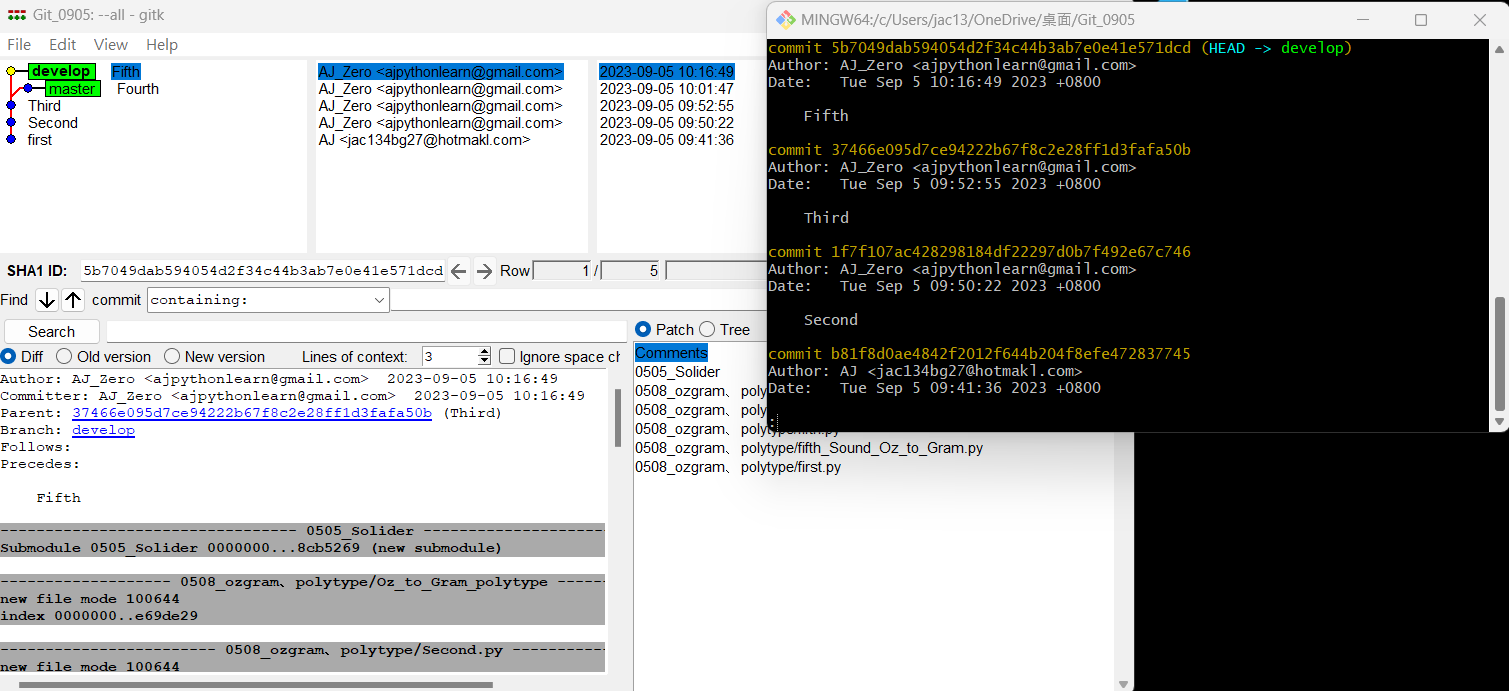 Git_0905: --all - gitk
File Edit View Help
develop Fifth AJ_Zero <ajpythonlearn@gmail.com> 2023-09-05 10:16:49
master Fourth AJ_Zero <ajpythonlearn@gmail.com> 2023-09-05 10:01:47
Third AJ_Zero <ajpythonlearn@gmail.com> 2023-09-05 09:52:55
Second AJ_Zero <ajpythonlearn@gmail.com> 2023-09-05 09:50:22
first AJ <jac134bg27@hotmakl.com> 2023-09-05 09:41:36
SHA1 ID: 5b7049dab594054d2f34c44b3ab7e0e41e571dcd Row 1 / 5
Find commit containing:
Search
Diff Old version New version Lines of context: 3 Ignore space ch
Author: AJ_Zero <ajpythonlearn@gmail.com> 2023-09-05 10:16:49
Committer: AJ_Zero <ajpythonlearn@gmail.com> 2023-09-05 10:16:49
Parent: 37466e095d7ce94222b67f8c2e28ff1d3fafa50b (Third)
Branch: develop
Follows:
Precedes:
Fifth
--------------------------------- 0505_Solider --------------------
Submodule 0505_Solider 0000000...8cb5269 (new submodule)
------------------- 0508_ozgram、polytype/Oz_to_Gram_polytype ------
new file mode 100644
index 0000000..e69de29
------------------------ 0508_ozgram、polytype/Second.py -----------
new file mode 100644
Patch Tree
Comments
0505_Solider
0508_ozgram、poly
0508_ozgram、poly
0508_ozgram、polytype/fifth.py
0508_ozgram、polytype/fifth_Sound_Oz_to_Gram.py
0508_ozgram、polytype/first.py
MINGW64:/c/Users/jac13/OneDrive/桌面/Git_0905
commit 5b7049dab594054d2f34c44b3ab7e0e41e571dcd (HEAD -> develop)
Author: AJ_Zero <ajpythonlearn@gmail.com>
Date: Tue Sep 5 10:16:49 2023 +0800
Fifth
commit 37466e095d7ce94222b67f8c2e28ff1d3fafa50b
Author: AJ_Zero <ajpythonlearn@gmail.com>
Date: Tue Sep 5 09:52:55 2023 +0800
Third
commit 1f7f107ac428298184df22297d0b7f492e67c746
Author: AJ_Zero <ajpythonlearn@gmail.com>
Date: Tue Sep 5 09:50:22 2023 +0800
Second
commit b81f8d0ae4842f2012f644b204f8efe472837745
Author: AJ <jac134bg27@hotmakl.com>
Date: Tue Sep 5 09:41:36 2023 +0800
: